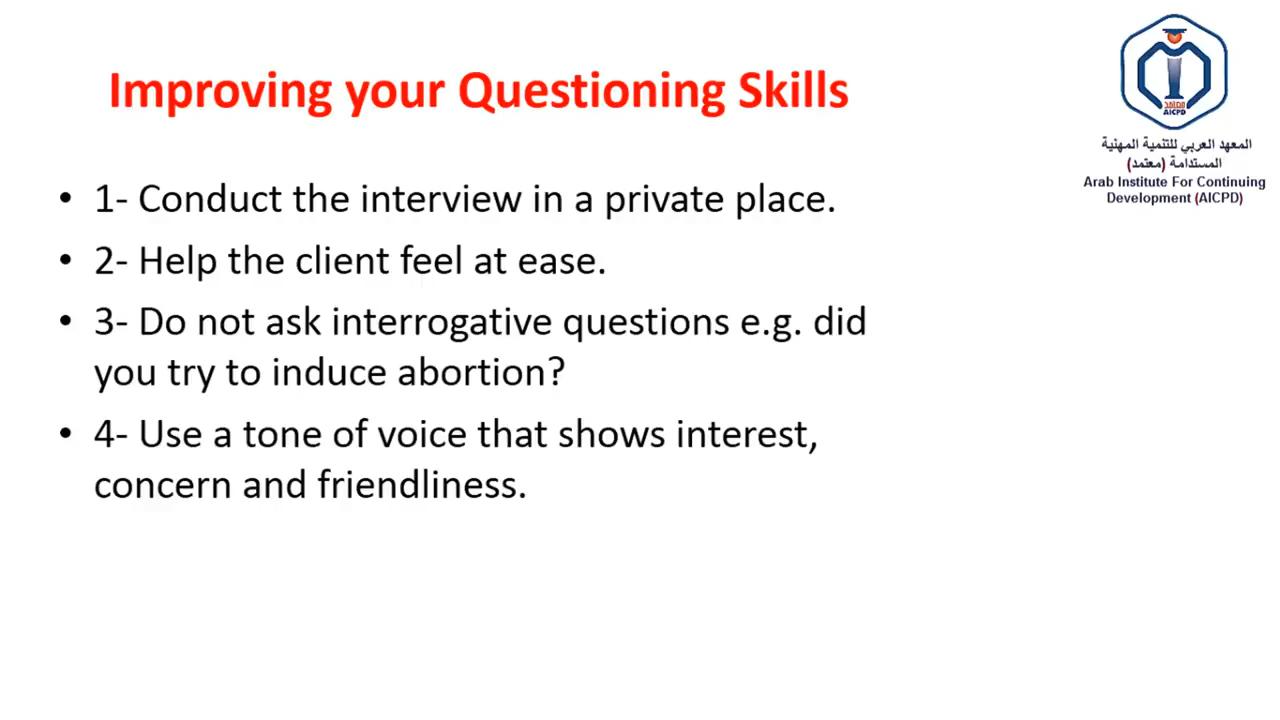 Improving your Questioning Skills
• 1- Conduct the interview in a private place.
• 2- Help the client feel at ease.
• 3- Do not ask interrogative questions e.g. did
you try to induce abortion?
• 4- Use a tone of voice that shows interest,
concern and friendliness.
معتمد
AICPD
المعهد العربي للتنمية المهنية
المستدامة (معتمد)
Arab Institute For Continuing
Development (AICPD)